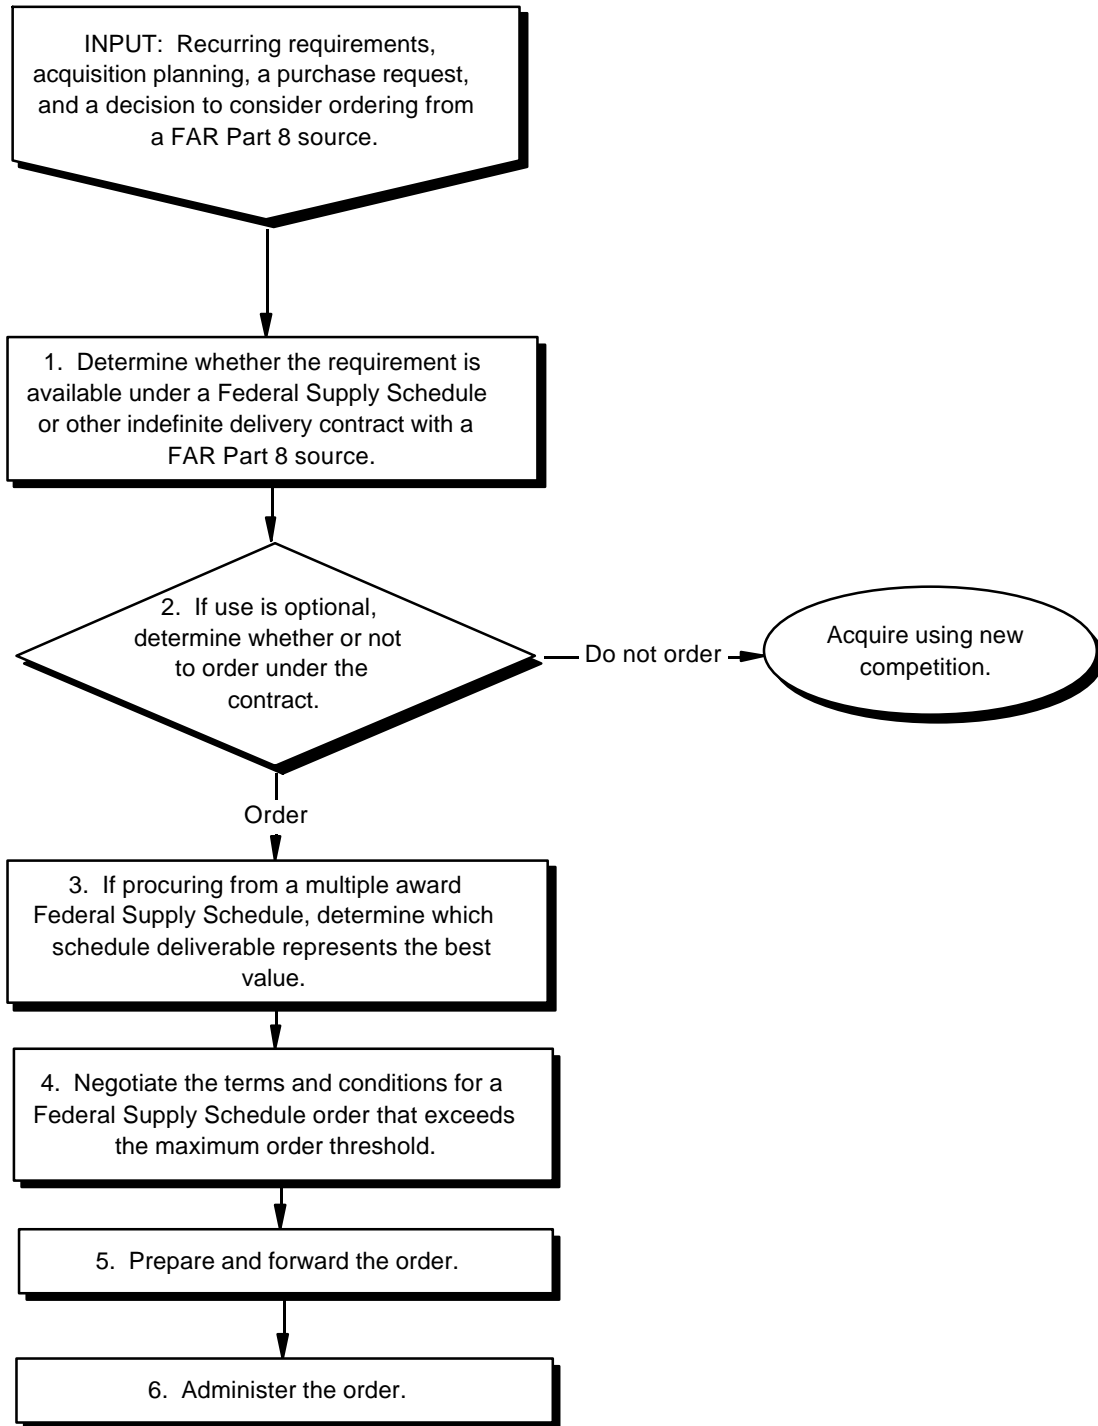 INPUT: Recurring requirements,
acquisition planning, a purchase request,
and a decision to consider ordering from
a FAR Part 8 source.
1. Determine whether the requirement is
available under a Federal Supply Schedule
or other indefinite delivery contract with a
FAR Part 8 source.
2. If use is optional,
determine whether or not
to order under the
contract.
Do not order
Acquire using new
competition.
Order
3. If procuring from a multiple award
Federal Supply Schedule, determine which
schedule deliverable represents the best
value.
4. Negotiate the terms and conditions for a
Federal Supply Schedule order that exceeds
the maximum order threshold.
5. Prepare and forward the order.
6. Administer the order.